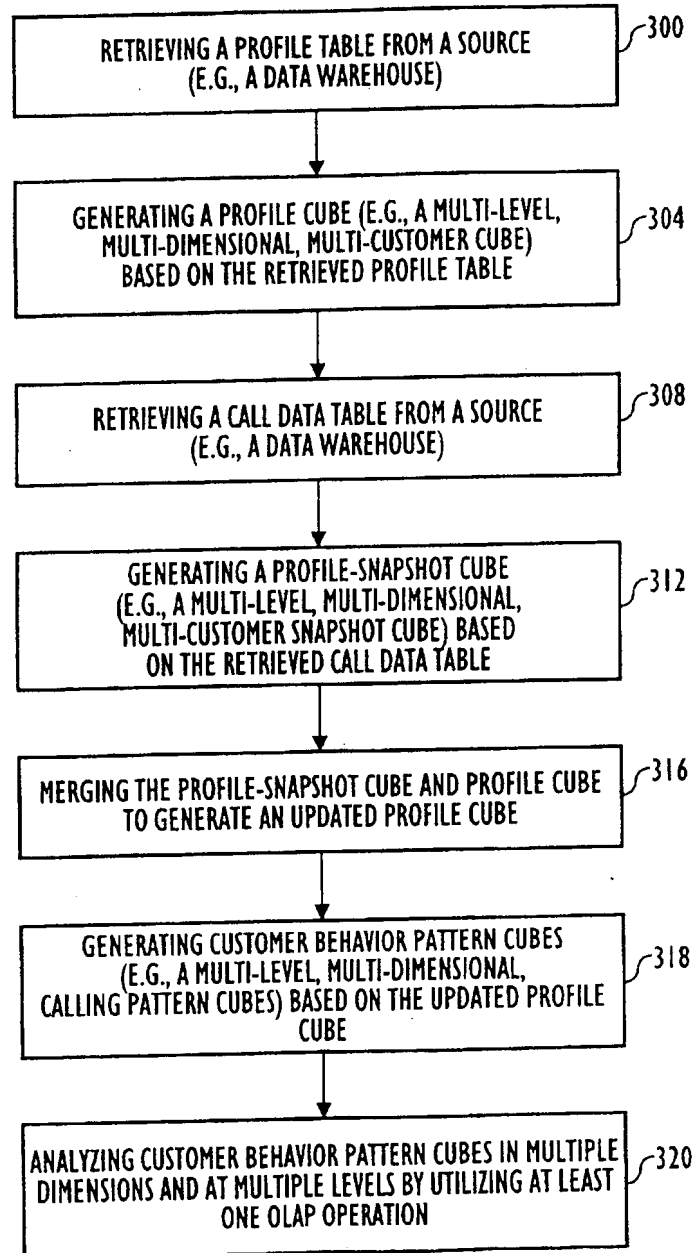 RETRIEVING A PROFILE TABLE FROM A SOURCE
(E.G., A DATA WAREHOUSE)
300
GENERATING A PROFILE CUBE (E.G., A MULTI-LEVEL,
MULTI-DIMENSIONAL, MULTI-CUSTOMER CUBE)
BASED ON THE RETRIEVED PROFILE TABLE
304
RETRIEVING A CALL DATA TABLE FROM A SOURCE
(E.G., A DATA WAREHOUSE)
308
GENERATING A PROFILE-SNAPSHOT CUBE
(E.G., A MULTI-LEVEL, MULTI-DIMENSIONAL,
MULTI-CUSTOMER SNAPSHOT CUBE) BASED
ON THE RETRIEVED CALL DATA TABLE
312
MERGING THE PROFILE-SNAPSHOT CUBE AND PROFILE CUBE
TO GENERATE AN UPDATED PROFILE CUBE
316
GENERATING CUSTOMER BEHAVIOR PATTERN CUBES
(E.G., A MULTI-LEVEL, MULTI-DIMENSIONAL,
CALLING PATTERN CUBES) BASED ON THE UPDATED PROFILE
CUBE
318
ANALYZING CUSTOMER BEHAVIOR PATTERN CUBES IN MULTIPLE
DIMENSIONS AND AT MULTIPLE LEVELS BY UTILIZING AT LEAST
ONE OLAP OPERATION
320